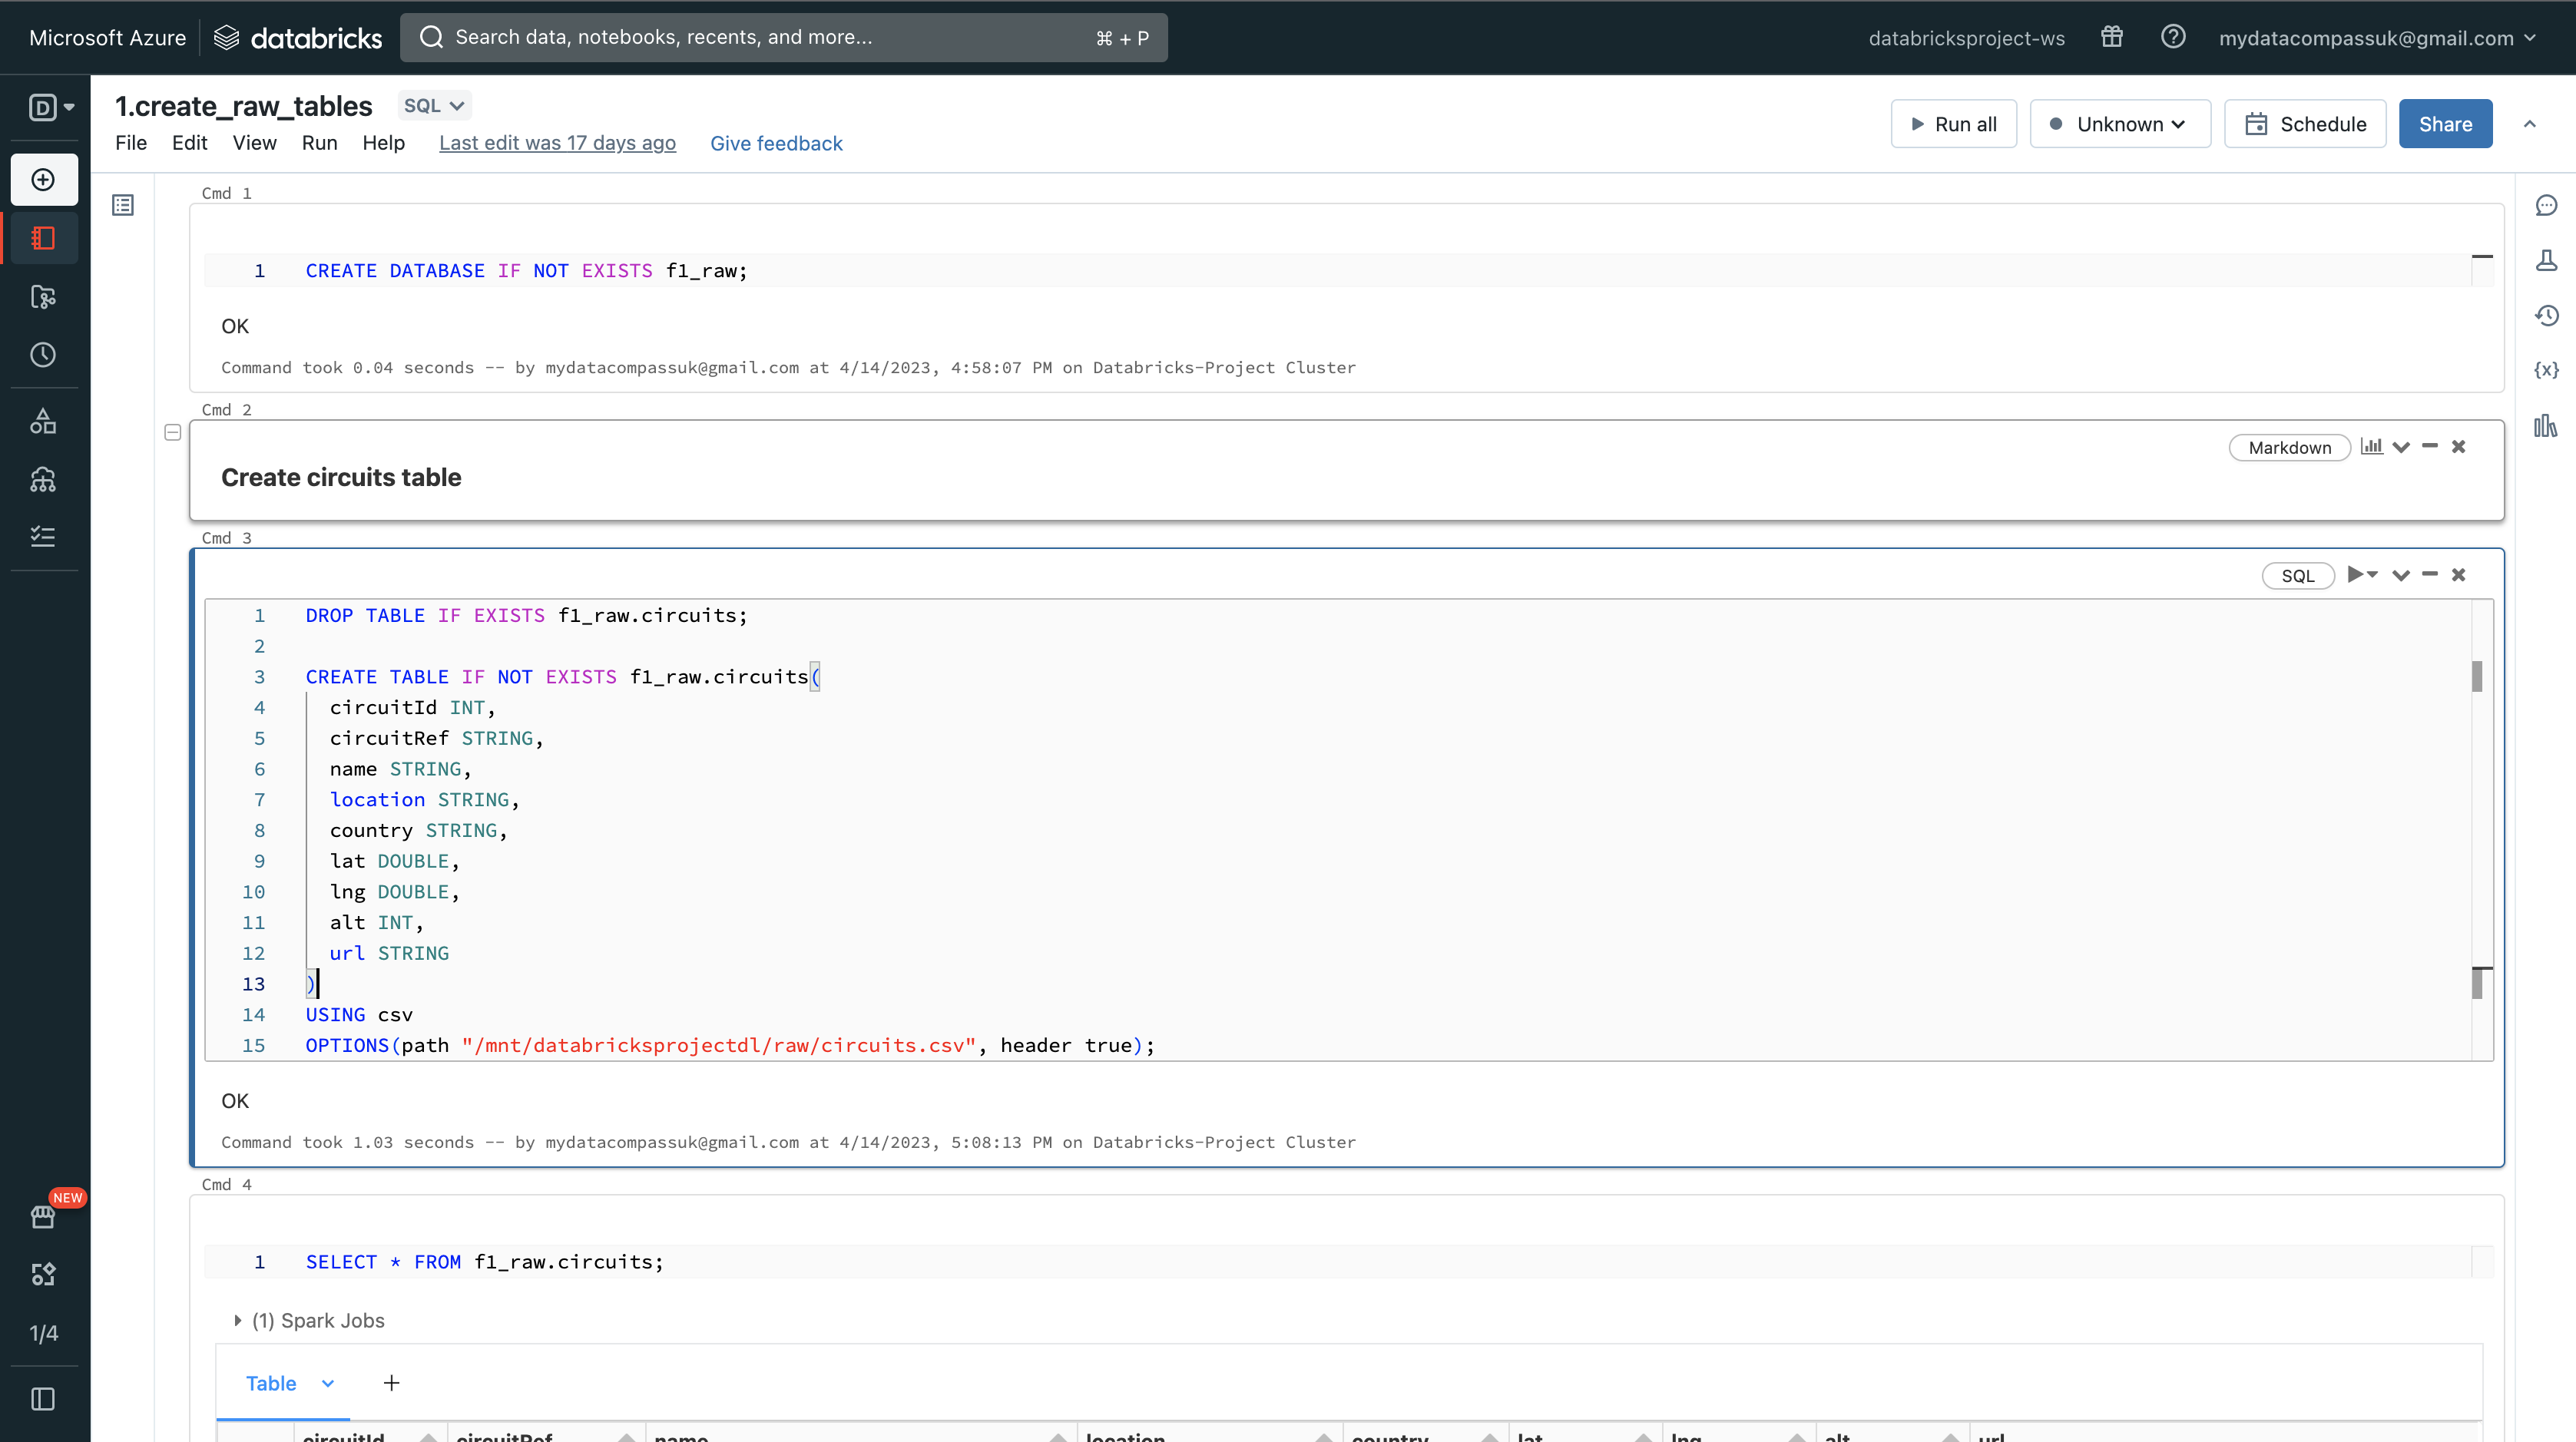 Microsoft Azure databricks Search data, notebooks, recents, and more... ⌘ + P databricksproject-ws mydatacompassuk@gmail.com
D
1.create_raw_tables SQL
File Edit View Run Help Last edit was 17 days ago Give feedback
Run all Unknown Schedule Share
Cmd 1
1 CREATE DATABASE IF NOT EXISTS f1_raw;
OK
Command took 0.04 seconds -- by mydatacompassuk@gmail.com at 4/14/2023, 4:58:07 PM on Databricks-Project Cluster
Cmd 2
Markdown
Create circuits table
Cmd 3
SQL
1 DROP TABLE IF EXISTS f1_raw.circuits;
2
3 CREATE TABLE IF NOT EXISTS f1_raw.circuits(
4 circuitId INT,
5 circuitRef STRING,
6 name STRING,
7 location STRING,
8 country STRING,
9 lat DOUBLE,
10 lng DOUBLE,
11 alt INT,
12 url STRING
13 )
14 USING csv
15 OPTIONS(path "/mnt/databricksprojectdl/raw/circuits.csv", header true);
OK
Command took 1.03 seconds -- by mydatacompassuk@gmail.com at 4/14/2023, 5:08:13 PM on Databricks-Project Cluster
Cmd 4
NEW
1 SELECT * FROM f1_raw.circuits;
(1) Spark Jobs
1/4
Table +
circuitId circuitRef name location country lat lng alt url